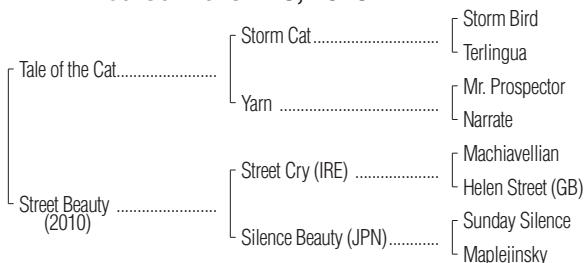 Storm Bird
Storm Cat
Terlingua
Tale of the Cat
Mr. Prospector
Yarn
Narrate
Machiavellian
Street Cry (IRE)
Helen Street (GB)
Street Beauty
(2010)
Sunday Silence
Silence Beauty (JPN)
Maplejinsky